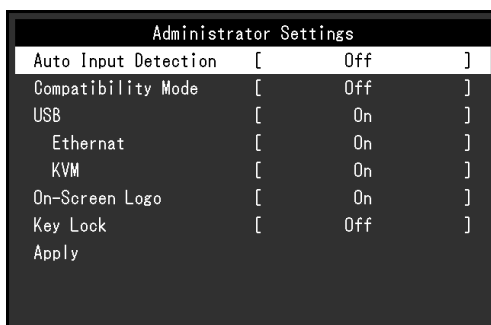 Administrator Settings
Auto Input Detection [ Off ]
Compatibility Mode [ Off ]
USB [ On ]
Ethernat [ On ]
KVM [ On ]
On-Screen Logo [ On ]
Key Lock [ Off ]
Apply